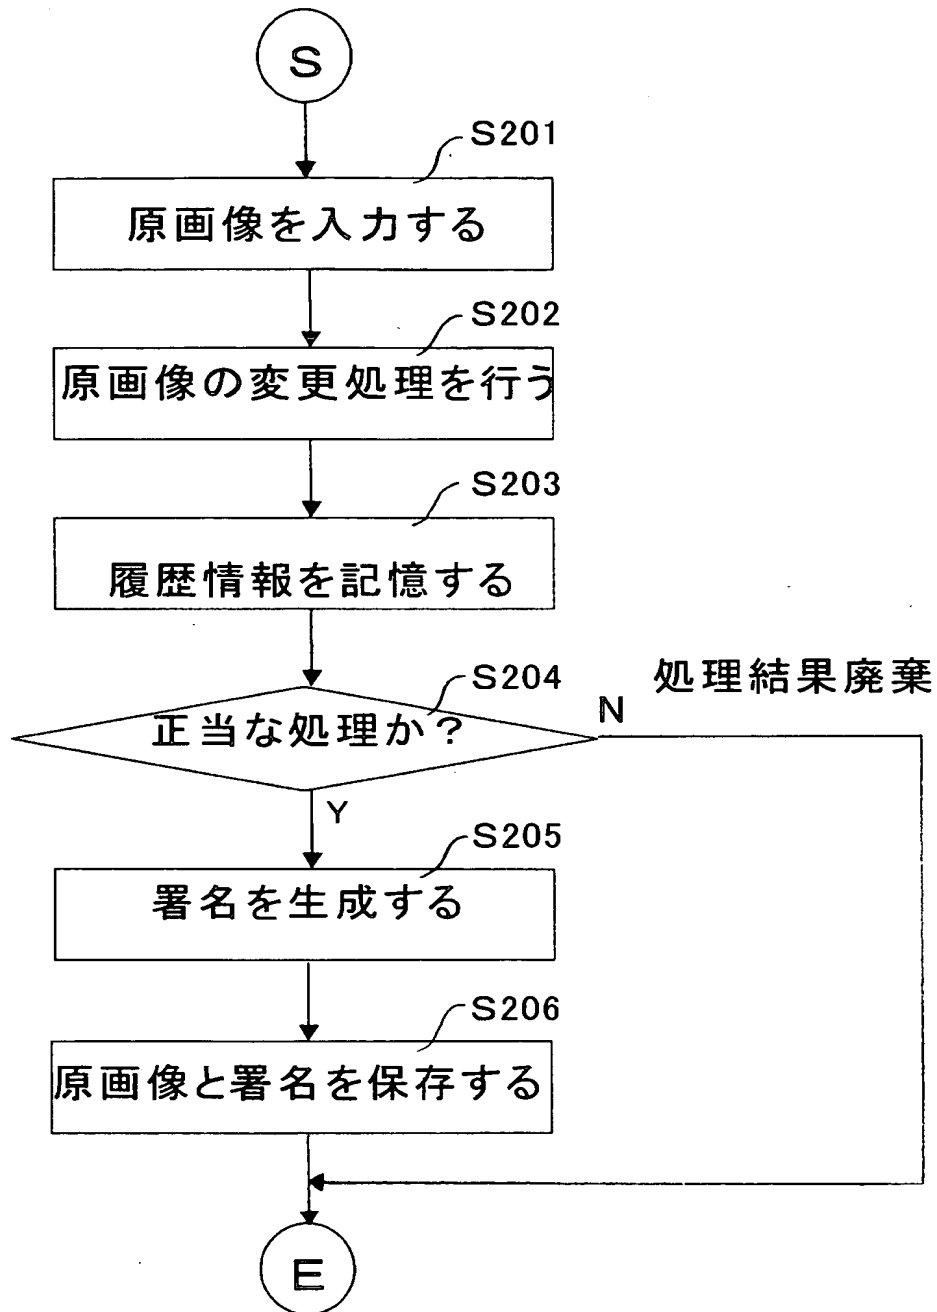 S
S201
原画像を入力する
S202
原画像の変更処理を行う
S203
履歴情報を記憶する
S204
処理結果廃棄
正当な処理か?
N
Y
S205
署名を生成する
S206
原画像と署名を保存する
E